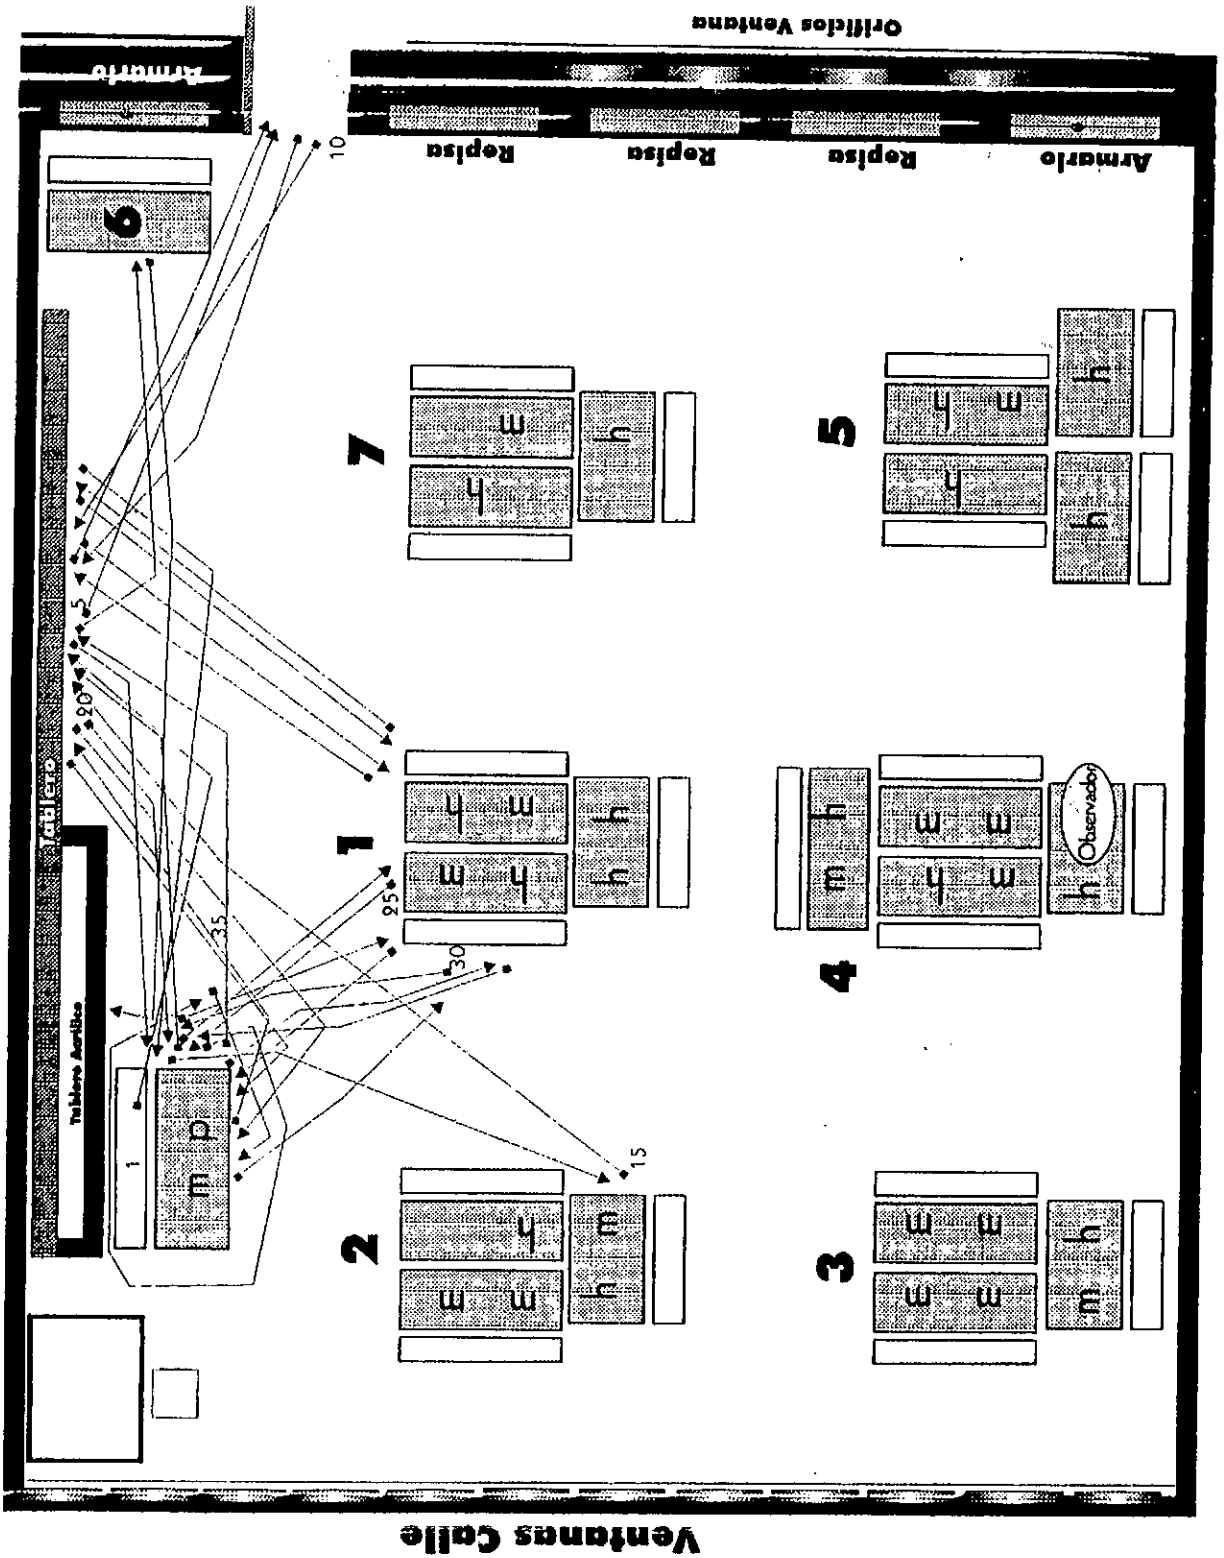 Orificios Ventana
Armario
Repisa
Repisa
Repisa
Armario
10
6
Tablero
Tablero Acrílico
5
20
35
25
30
15
1
m p
7
m
h
h
5
h m
h
h
h
1
h m
m h
h h
4
m h
m m
h m
h
Observador
2
h
m m
h m
3
m m
m m
m h
Ventanas Calle